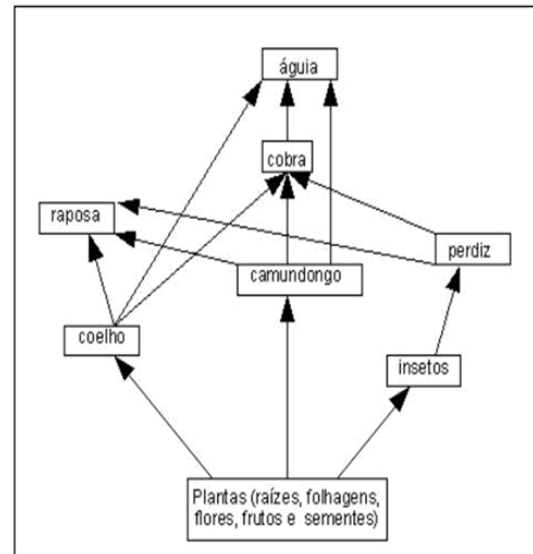 águia
cobra
raposa
perdiz
camundongo
coelho
insetos
Plantas (raízes, folhagens,
flores, frutos e sementes)